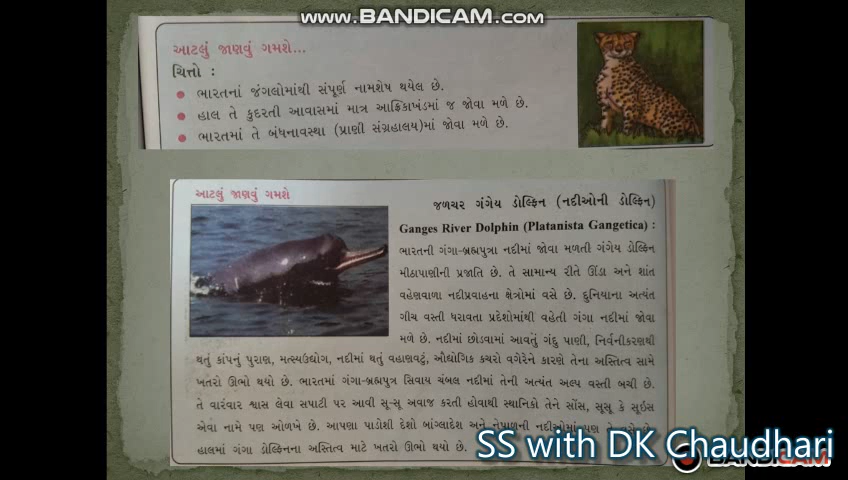 www.BANDICAM.com
આટલું જાણવું ગમશે...
ચિત્તો :
● ભારતનાં જંગલોમાંથી સંપૂર્ણ નામશેષ થયેલ છે.
● હાલ તે કુદરતી આવાસમાં માત્ર આફ્રિકાખંડમાં જ જોવા મળે છે.
● ભારતમાં તે બંધનાવસ્થા (પ્રાણી સંગ્રહાલય)માં જોવા મળે છે.
આટલું જાણવું ગમશે
જળચર ગંગેય ડોલ્ફિન (નદીઓની ડોલ્ફિન)
Ganges River Dolphin (Platanista Gangetica) :
ભારતની ગંગા-બ્રહ્મપુત્રા નદીમાં જોવા મળતી ગંગેય ડોલ્ફિન
મીઠાપાણીની પ્રજાતિ છે. તે સામાન્ય રીતે ઊંડા અને શાંત
વહેણવાળા નદીપ્રવાહના ક્ષેત્રોમાં વસે છે. દુનિયાના અત્યંત
ગીચ વસ્તી ધરાવતા પ્રદેશોમાંથી વહેતી ગંગા નદીમાં જોવા
મળે છે. નદીમાં છોડવામાં આવતું ગંદુ પાણી, નિર્વનીકરણથી
થતું કાંપનું પુરાણ, મત્સ્યઉદ્યોગ, નદીમાં થતું વહાણવટું, ઔદ્યોગિક કચરો વગેરેને કારણે તેના અસ્તિત્વ સામે
ખતરો ઊભો થયો છે. ભારતમાં ગંગા-બ્રહ્મપુત્ર સિવાય ચંબલ નદીમાં તેની અત્યંત અલ્પ વસ્તી બચી છે.
તે વારંવાર શ્વાસ લેવા સપાટી પર આવી સૂ-સૂ અવાજ કરતી હોવાથી સ્થાનિકો તેને સોંસ, સૂસૂ કે સૂઇસ
એવા નામે પણ ઓળખે છે. આપણા પાડોશી દેશો બાંગ્લાદેશ અને નેપાળની નદીઓમાં પણ તે
હાલમાં ગંગા ડોલ્ફિનના અસ્તિત્વ માટે ખતરો ઊભો થયો છે.
SS with DK Chaudhari
BANDICAM